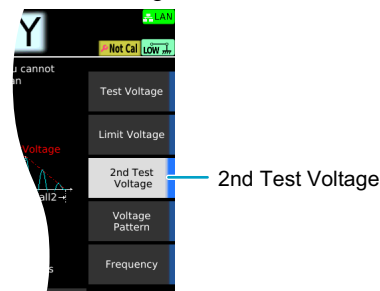 LAN
Y
Not Cal LOW
u cannot
an
Test Voltage
Limit Voltage
Voltage
2nd Test
Voltage
2nd Test Voltage
all2
Voltage
Pattern
s
Frequency